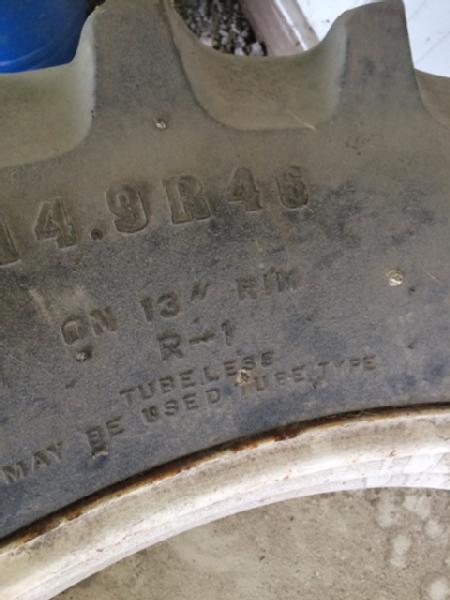 14.9R46
ON 13" RIM
R-1
TUBELESS
MAY BE USED TUBE TYPE